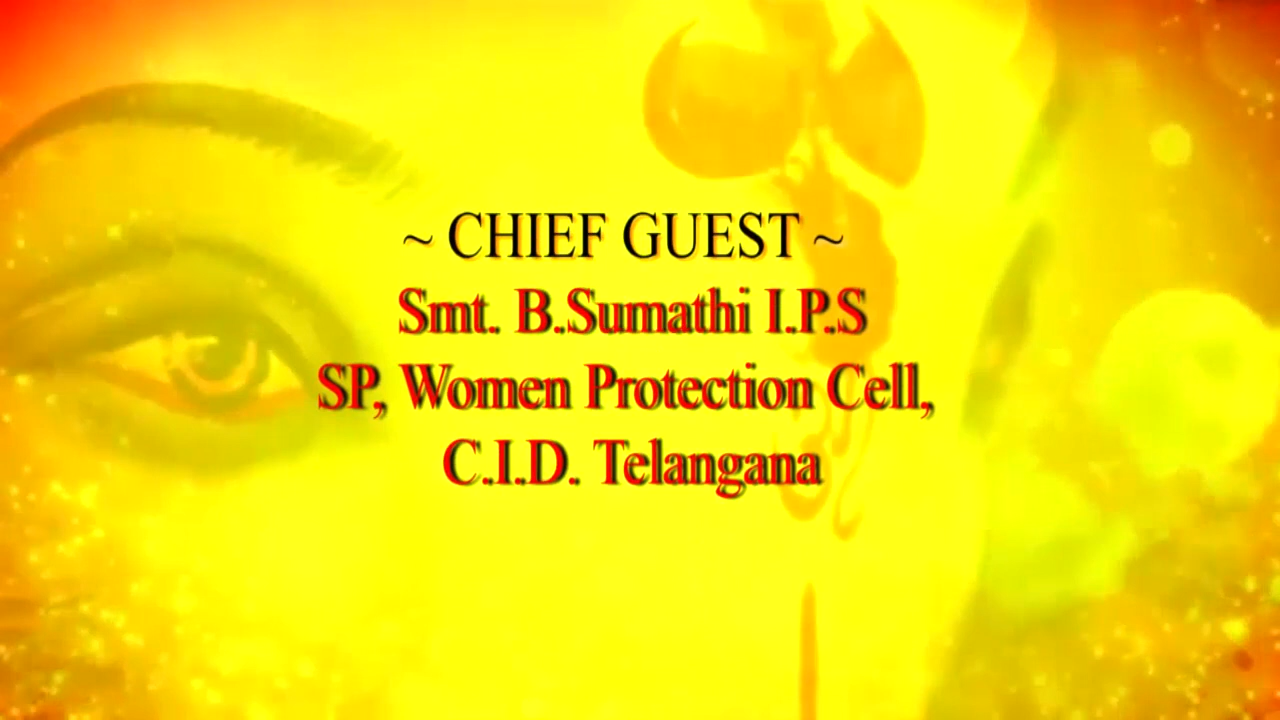 ~ CHIEF GUEST ~
Smt. B.Sumathi I.P.S
SP, Women Protection Cell,
C.I.D. Telangana